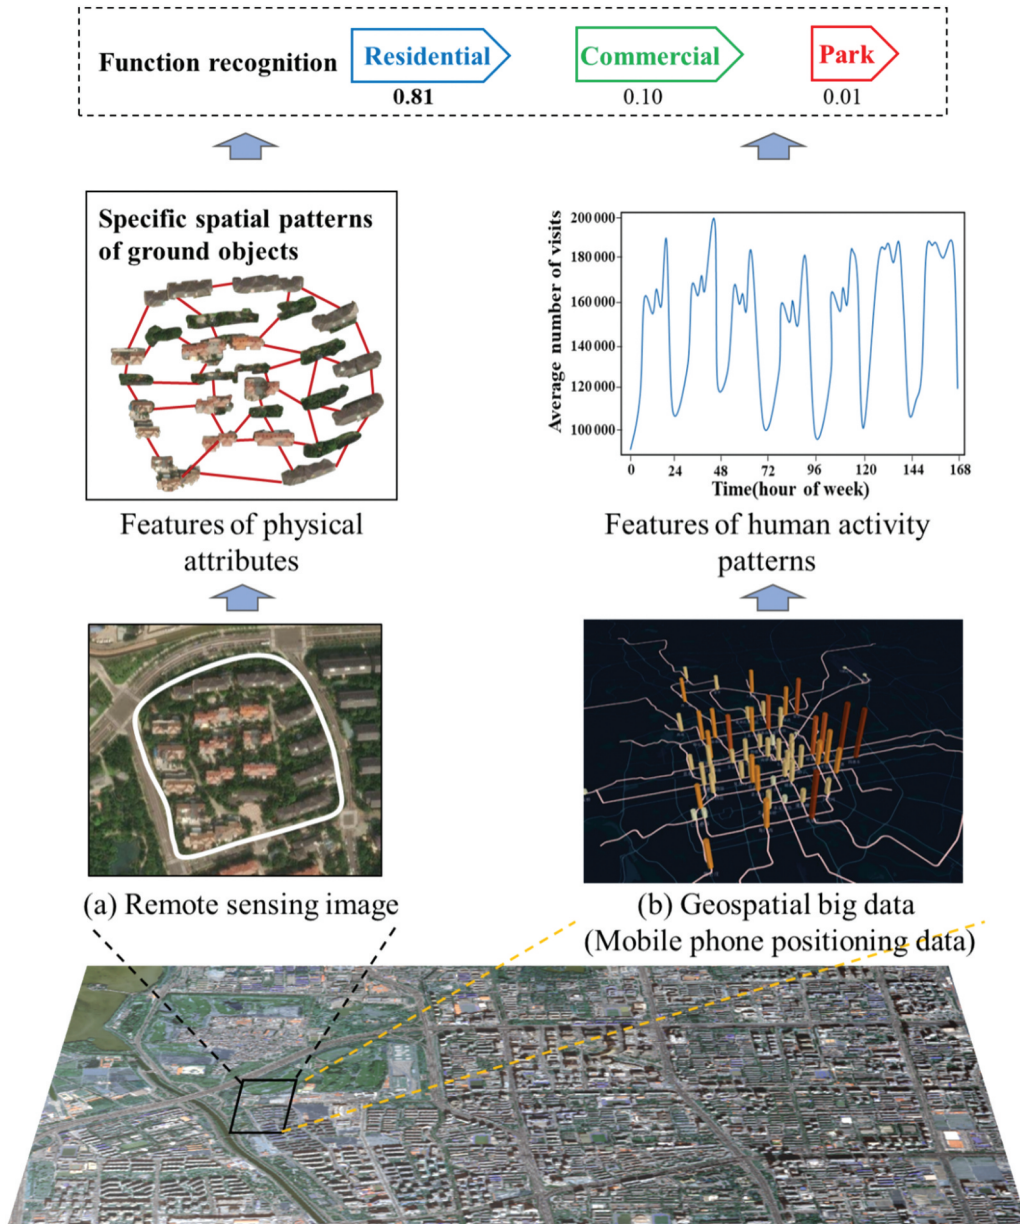 Function recognition
Residential
Commercial
Park
0.81
0.10
0.01
Specific spatial patterns
of ground objects
Features of physical
attributes
Average number of visits
200 000
180 000
160 000
140 000
120 000
100 000
0
24
48
72
96
120
144
168
Time(hour of week)
Features of human activity
patterns
(a) Remote sensing image
(b) Geospatial big data
(Mobile phone positioning data)